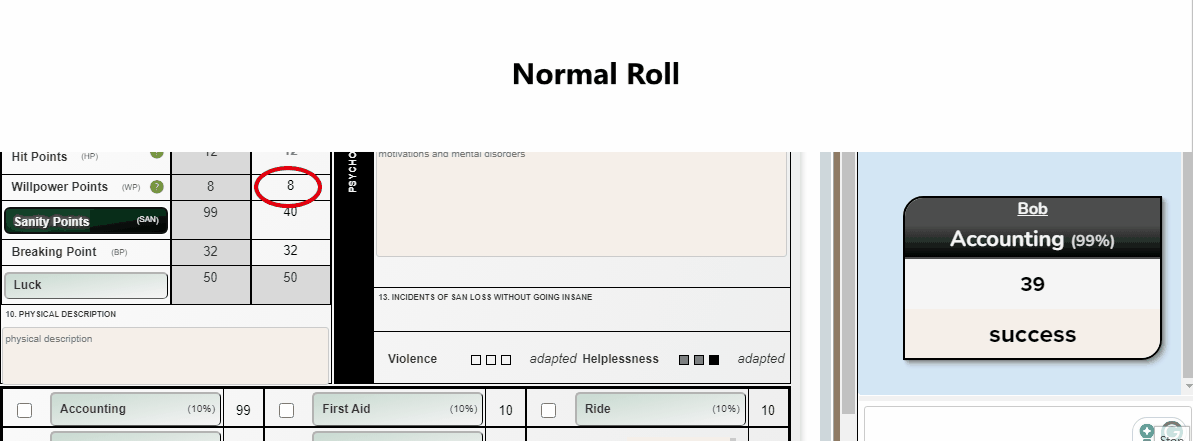 Normal Roll
Hit Points (HP) ? 12 12
Willpower Points (WP) ? 8 8
Sanity Points (SAN) 99 40
Breaking Point (BP) 32 32
Luck 50 50
10. PHYSICAL DESCRIPTION
physical description
PSYCHO
motivations and mental disorders
13. INCIDENTS OF SAN LOSS WITHOUT GOING INSANE
Violence adapted Helplessness adapted
Accounting (10%) 99 First Aid (10%) 10 Ride (10%) 10
Bob
Accounting (99%)
39
success